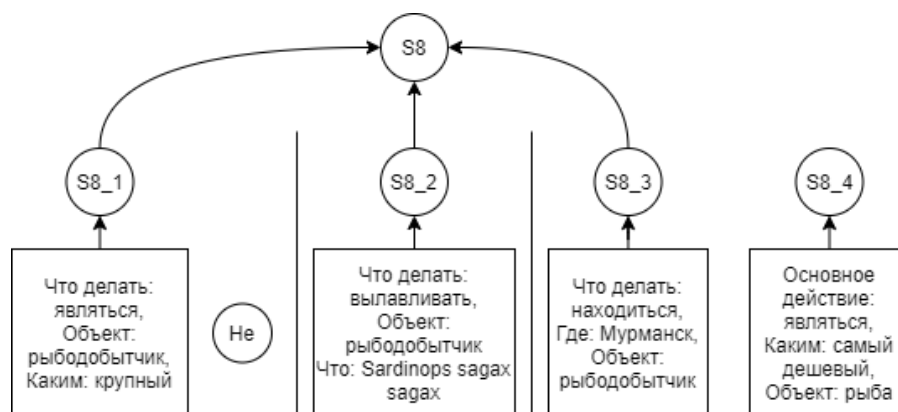 S8
S8_1
S8_2
S8_3
S8_4
Что делать:
являться,
Объект:
рыбодобытчик,
Каким: крупный
Не
Что делать:
вылавливать,
Объект:
рыбодобытчик
Что: Sardinops sagax
sagax
Что делать:
находиться,
Где: Мурманск,
Объект:
рыбодобытчик
Основное
действие:
являться,
Каким: самый
дешевый,
Объект: рыба